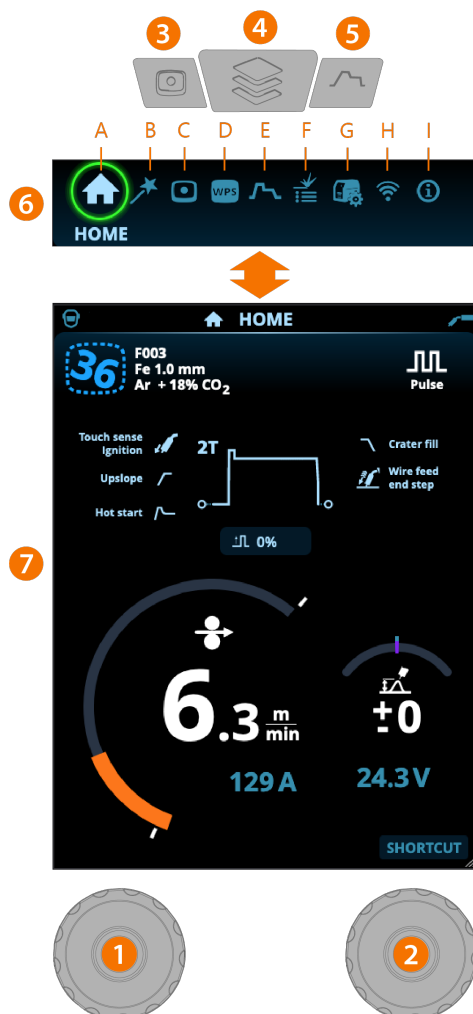 3 4 5
A B C D E F G H I
6
WPS
HOME
HOME
36
F003
Fe 1.0 mm
Ar + 18% CO₂
Pulse
Touch sense
Ignition
2T
Crater fill
Upslope
Wire feed
end step
Hot start
0%
7
6.3 m/min
±0
129 A
24.3 V
SHORTCUT
1 2